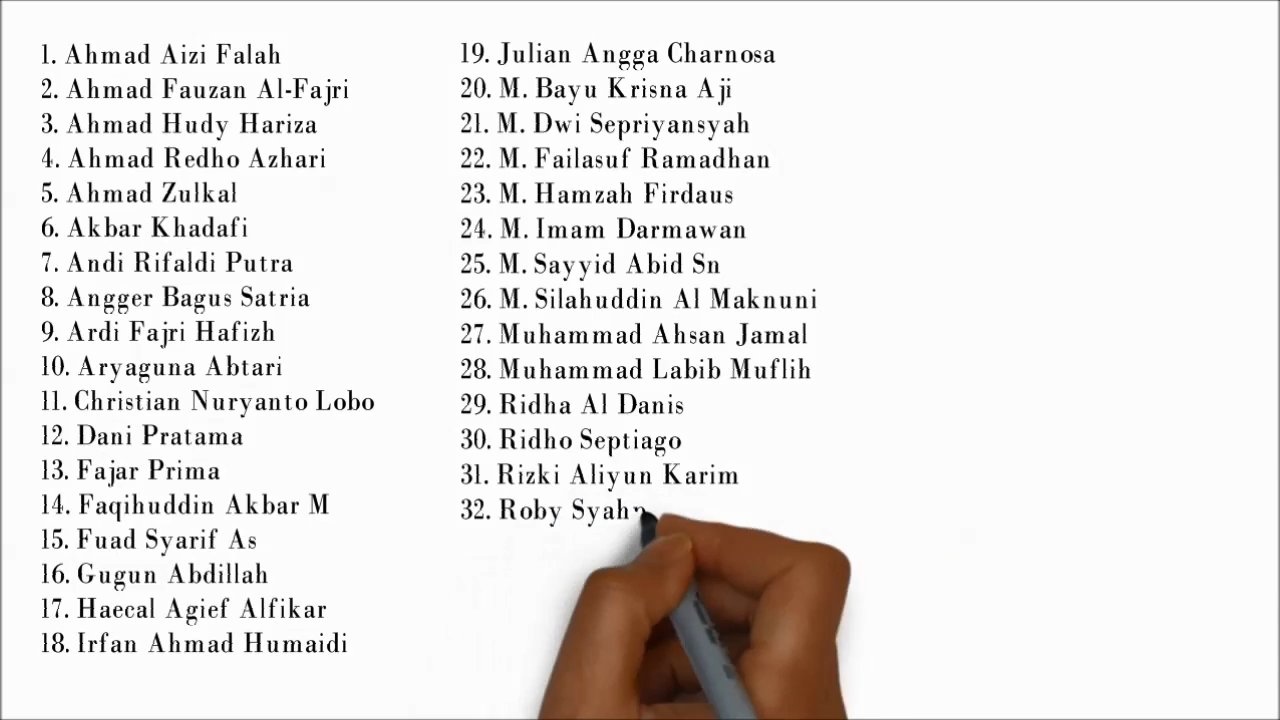 1. Ahmad Aizi Falah
2. Ahmad Fauzan Al-Fajri
3. Ahmad Hudy Hariza
4. Ahmad Redho Azhari
5. Ahmad Zulkal
6. Akbar Khadafi
7. Andi Rifaldi Putra
8. Angger Bagus Satria
9. Ardi Fajri Hafizh
10. Aryaguna Abtari
11. Christian Nuryanto Lobo
12. Dani Pratama
13. Fajar Prima
14. Faqihuddin Akbar M
15. Fuad Syarif As
16. Gugun Abdillah
17. Haecal Agief Alfikar
18. Irfan Ahmad Humaidi
19. Julian Angga Charnosa
20. M. Bayu Krisna Aji
21. M. Dwi Sepriyansyah
22. M. Failasuf Ramadhan
23. M. Hamzah Firdaus
24. M. Imam Darmawan
25. M. Sayyid Abid Sn
26. M. Silahuddin Al Maknuni
27. Muhammad Ahsan Jamal
28. Muhammad Labib Muflih
29. Ridha Al Danis
30. Ridho Septiago
31. Rizki Aliyun Karim
32. Roby